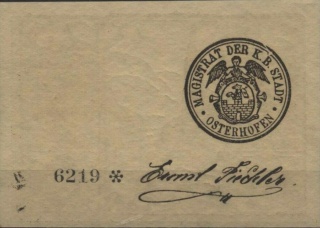 MAGISTRAT DER K.B. STADT
• OSTERHOFEN •
6219 *